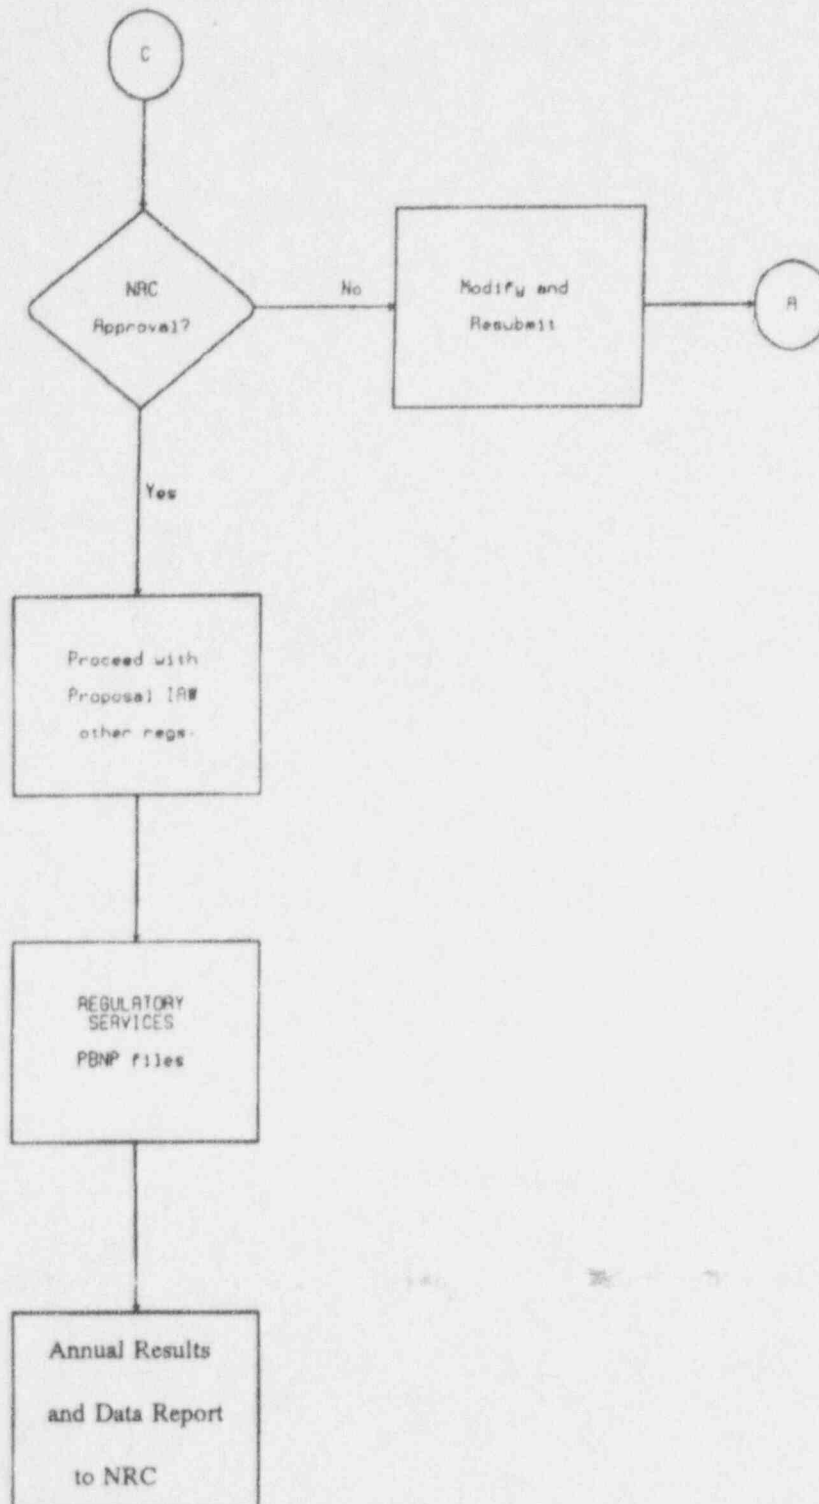 C
NRC
Approval?
No
Modify and
Resubmit
A
Yes
Proceed with
Proposal IAW
other regs.
REGULATORY
SERVICES
PBNP files
Annual Results
and Data Report
to NRC